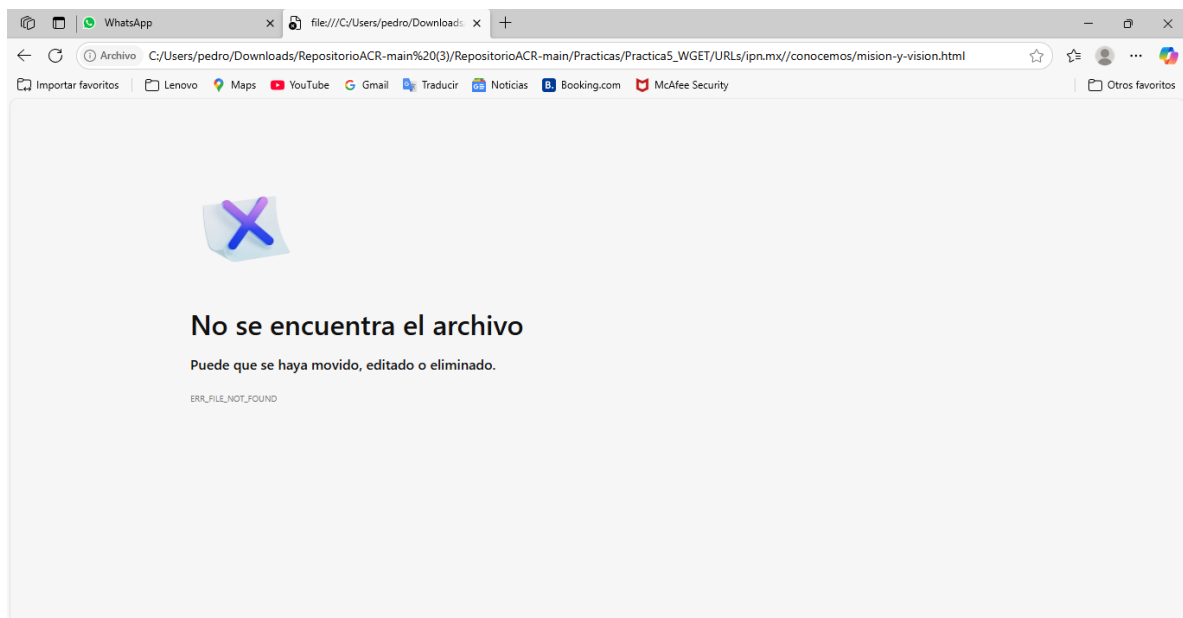 WhatsApp
file:///C:/Users/pedro/Downloads
Archivo C:/Users/pedro/Downloads/RepositorioACR-main%20(3)/RepositorioACR-main/Practicas/Practica5_WGET/URLs/ipn.mx//conocemos/mision-y-vision.html
Importar favoritos Lenovo Maps YouTube Gmail Traducir Noticias Booking.com McAfee Security Otros favoritos
No se encuentra el archivo
Puede que se haya movido, editado o eliminado.
ERR_FILE_NOT_FOUND